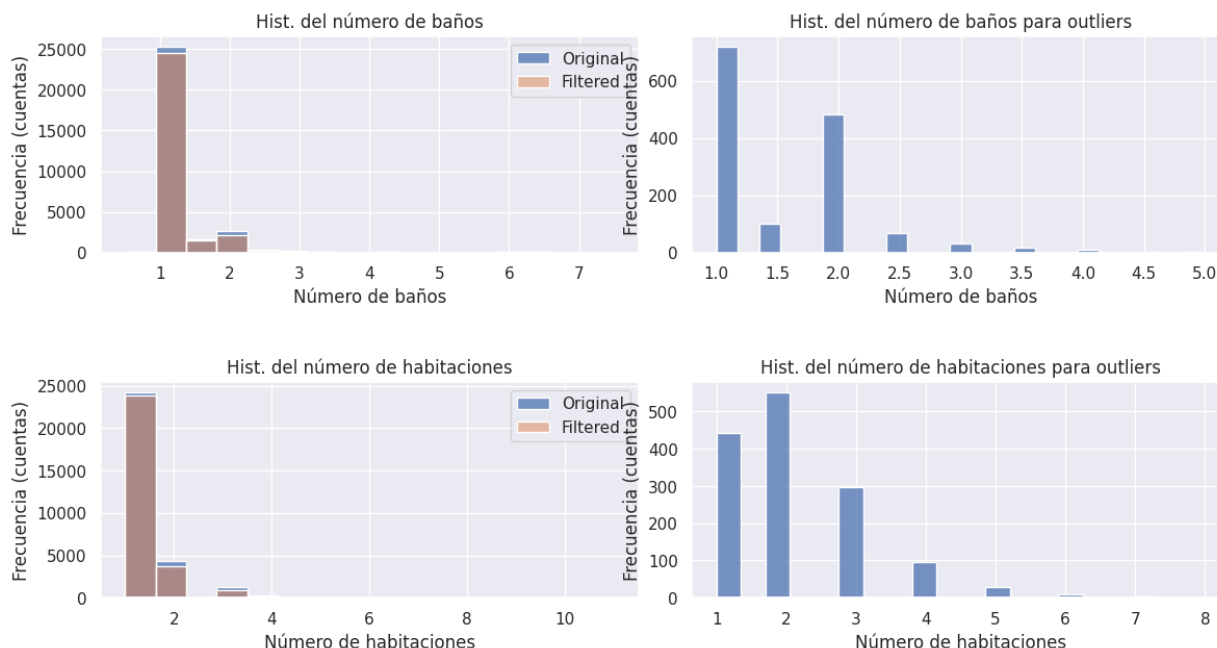 Hist. del número de baños
Frecuencia (cuentas)
25000
20000
15000
10000
5000
0
Original
Filtered
1 2 3 4 5 6 7
Número de baños
Hist. del número de baños para outliers
Frecuencia (cuentas)
600
400
200
0
1.0 1.5 2.0 2.5 3.0 3.5 4.0 4.5 5.0
Número de baños
Hist. del número de habitaciones
Frecuencia (cuentas)
25000
20000
15000
10000
5000
0
Original
Filtered
2 4 6 8 10
Número de habitaciones
Hist. del número de habitaciones para outliers
Frecuencia (cuentas)
500
400
300
200
100
0
1 2 3 4 5 6 7 8
Número de habitaciones